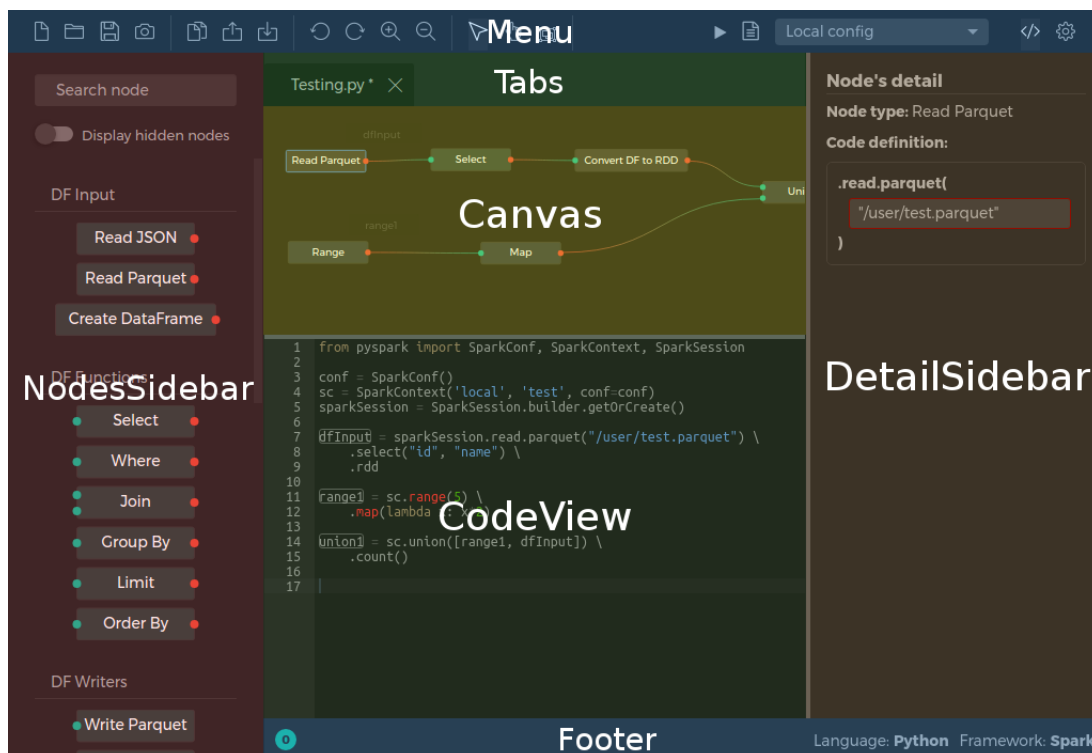 Menu
Local config
</>
Search node
Display hidden nodes
DF Input
Read JSON
Read Parquet
Create DataFrame
DF Functions
NodesSidebar
Select
Where
Join
Group By
Limit
Order By
DF Writers
Write Parquet
Testing.py *
Tabs
dfInput
Read Parquet
Select
Convert DF to RDD
Uni
Canvas
range1
Range
Map
1 from pyspark import SparkConf, SparkContext, SparkSession
2
3 conf = SparkConf()
4 sc = SparkContext('local', 'test', conf=conf)
5 sparkSession = SparkSession.builder.getOrCreate()
6
7 dfInput = sparkSession.read.parquet("/user/test.parquet") \
8 .select("id", "name") \
9 .rdd
10
11 range1 = sc.range(5) \
12 .map(lambda
CodeView
13
14 union1 = sc.union([range1, dfInput]) \
15 .count()
16
17
Node's detail
Node type: Read Parquet
Code definition:
.read.parquet(
"/user/test.parquet"
)
DetailSidebar
0
Footer
Language: Python Framework: Spark